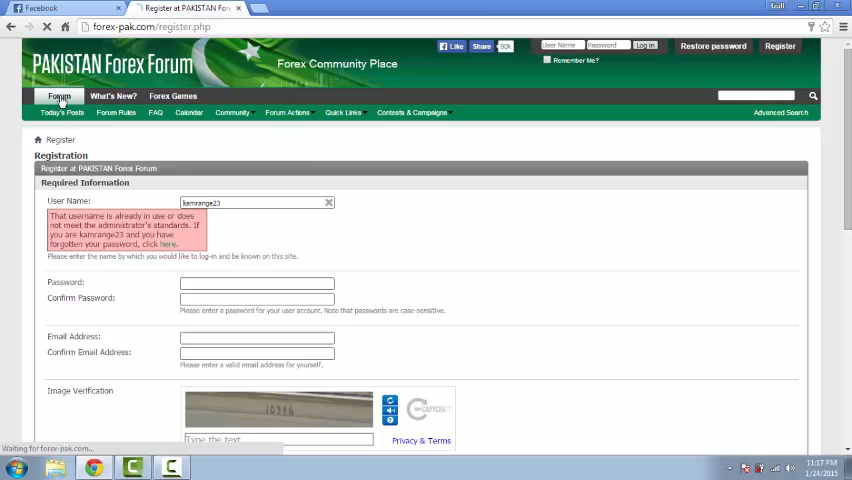 Facebook
Register at PAKISTAN Fore
Gull
forex-pak.com/register.php
PAKISTAN Forex Forum
Forex Community Place
Like
Share
90k
User Name
Password
Log in
Remember Me?
Restore password
Register
Forum
What's New?
Forex Games
Today's Posts
Forum Rules
FAQ
Calendar
Community
Forum Actions
Quick Links
Contests & Campaigns
Advanced Search
Register
Registration
Register at PAKISTAN Forex Forum
Required Information
User Name:
kamrange23
That username is already in use or does
not meet the administrator's standards. If
you are kamrange23 and you have
forgotten your password, click here.
Please enter the name by which you would like to log-in and be known on this site.
Password:
Confirm Password:
Please enter a password for your user account. Note that passwords are case-sensitive.
Email Address:
Confirm Email Address:
Please enter a valid email address for yourself.
Image Verification
Type the text
Privacy & Terms
Waiting for forex-pak.com...
11:17 PM
1/24/2015